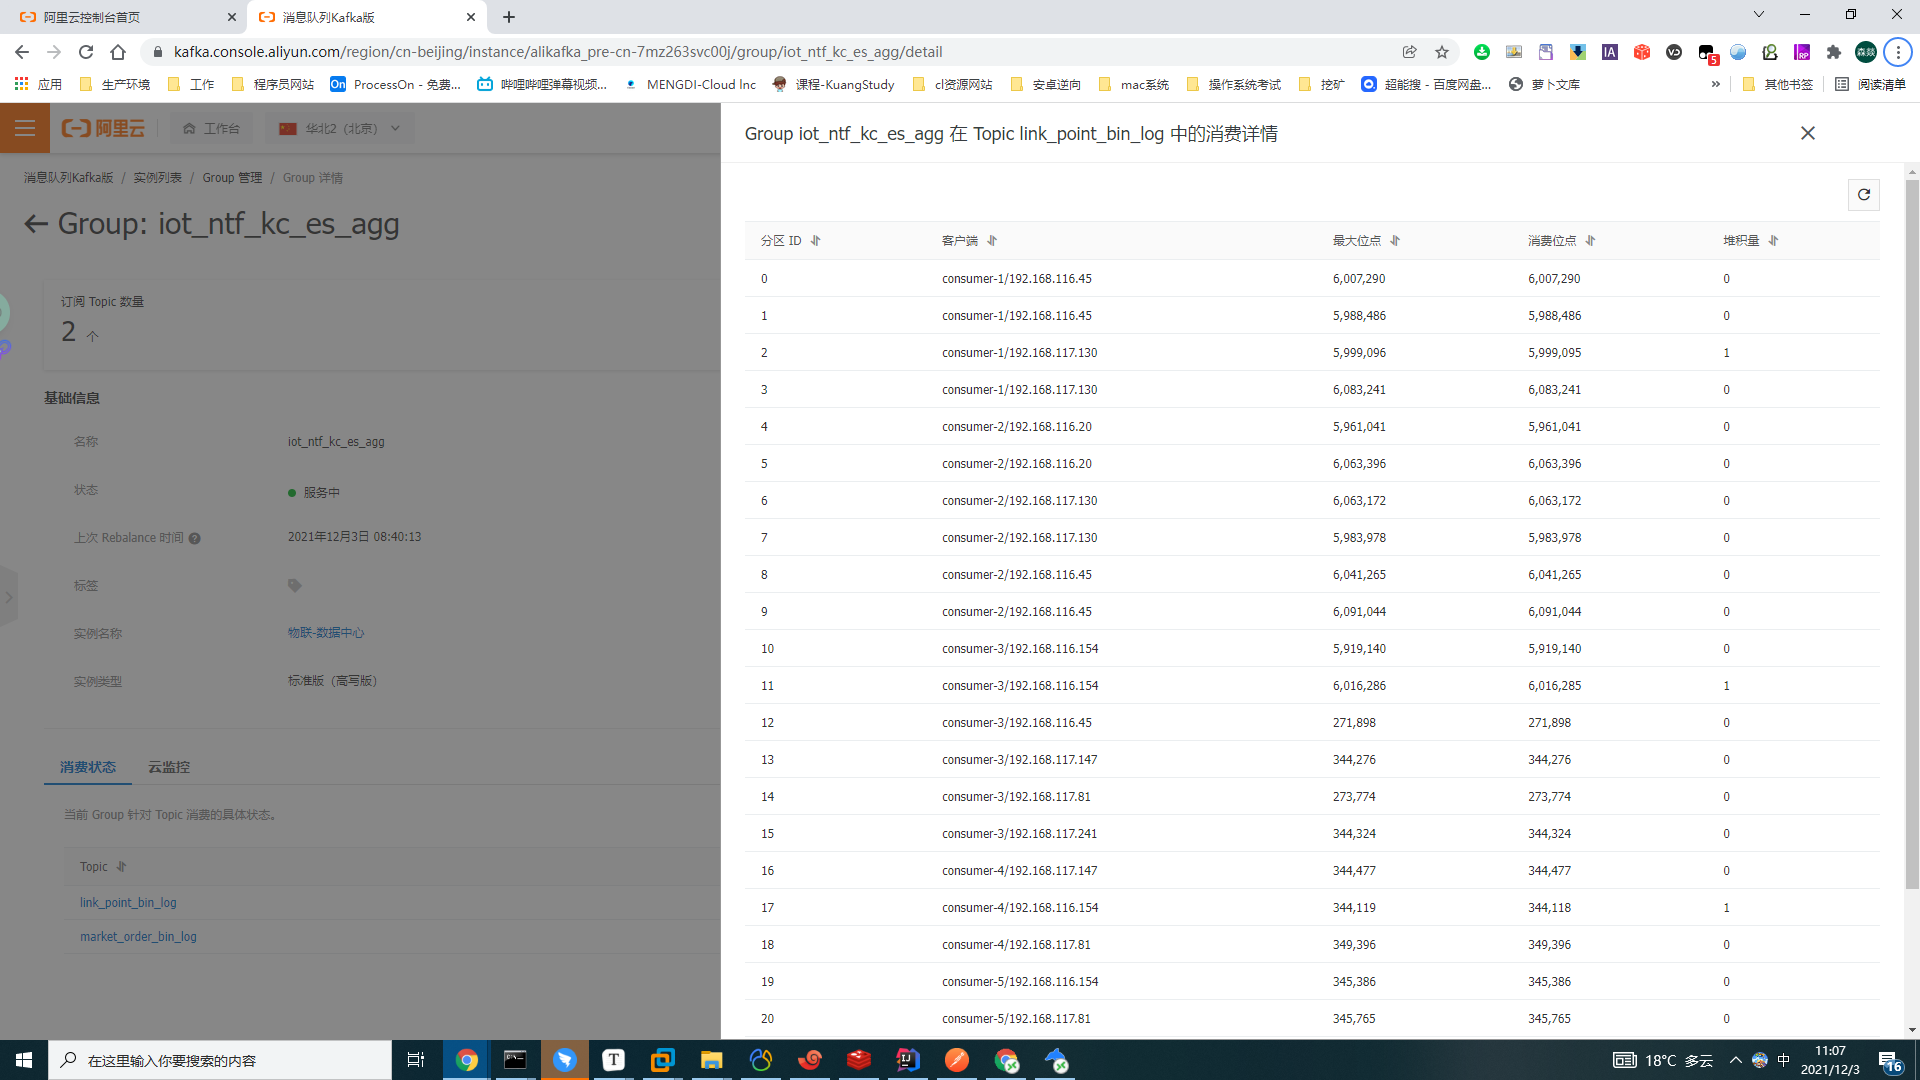 阿里云控制台首页
消息队列Kafka版
kafka.console.aliyun.com/region/cn-beijing/instance/alikafka_pre-cn-7mz263svc00j/group/iot_ntf_kc_es_agg/detail
应用 生产环境 工作 程序员网站 ProcessOn - 免费... 哔哩哔哩弹幕视频... MENGDI-Cloud Inc 课程-KuangStudy cl资源网站 安卓逆向 mac系统 操作系统考试 挖矿 超能搜 - 百度网盘... 萝卜文库 » 其他书签 阅读清单
阿里云 工作台 华北2（北京）
消息队列Kafka版 / 实例列表 / Group 管理 / Group 详情
Group: iot_ntf_kc_es_agg
订阅 Topic 数量
2 个
基础信息
名称 iot_ntf_kc_es_agg
状态 服务中
上次 Rebalance 时间 2021年12月3日 08:40:13
标签
实例名称 物联-数据中心
实例类型 标准版（高写版）
消费状态 云监控
当前 Group 针对 Topic 消费的具体状态。
Topic
link_point_bin_log
market_order_bin_log
Group iot_ntf_kc_es_agg 在 Topic link_point_bin_log 中的消费详情
分区 ID 客户端 最大位点 消费位点 堆积量
0 consumer-1/192.168.116.45 6,007,290 6,007,290 0
1 consumer-1/192.168.116.45 5,988,486 5,988,486 0
2 consumer-1/192.168.117.130 5,999,096 5,999,095 1
3 consumer-1/192.168.117.130 6,083,241 6,083,241 0
4 consumer-2/192.168.116.20 5,961,041 5,961,041 0
5 consumer-2/192.168.116.20 6,063,396 6,063,396 0
6 consumer-2/192.168.117.130 6,063,172 6,063,172 0
7 consumer-2/192.168.117.130 5,983,978 5,983,978 0
8 consumer-2/192.168.116.45 6,041,265 6,041,265 0
9 consumer-2/192.168.116.45 6,091,044 6,091,044 0
10 consumer-3/192.168.116.154 5,919,140 5,919,140 0
11 consumer-3/192.168.116.154 6,016,286 6,016,285 1
12 consumer-3/192.168.116.45 271,898 271,898 0
13 consumer-3/192.168.117.147 344,276 344,276 0
14 consumer-3/192.168.117.81 273,774 273,774 0
15 consumer-3/192.168.117.241 344,324 344,324 0
16 consumer-4/192.168.117.147 344,477 344,477 0
17 consumer-4/192.168.116.154 344,119 344,118 1
18 consumer-4/192.168.117.81 349,396 349,396 0
19 consumer-5/192.168.116.154 345,386 345,386 0
20 consumer-5/192.168.117.81 345,765 345,765 0
在这里输入你要搜索的内容
18°C 多云 中
11:07
2021/12/3
16